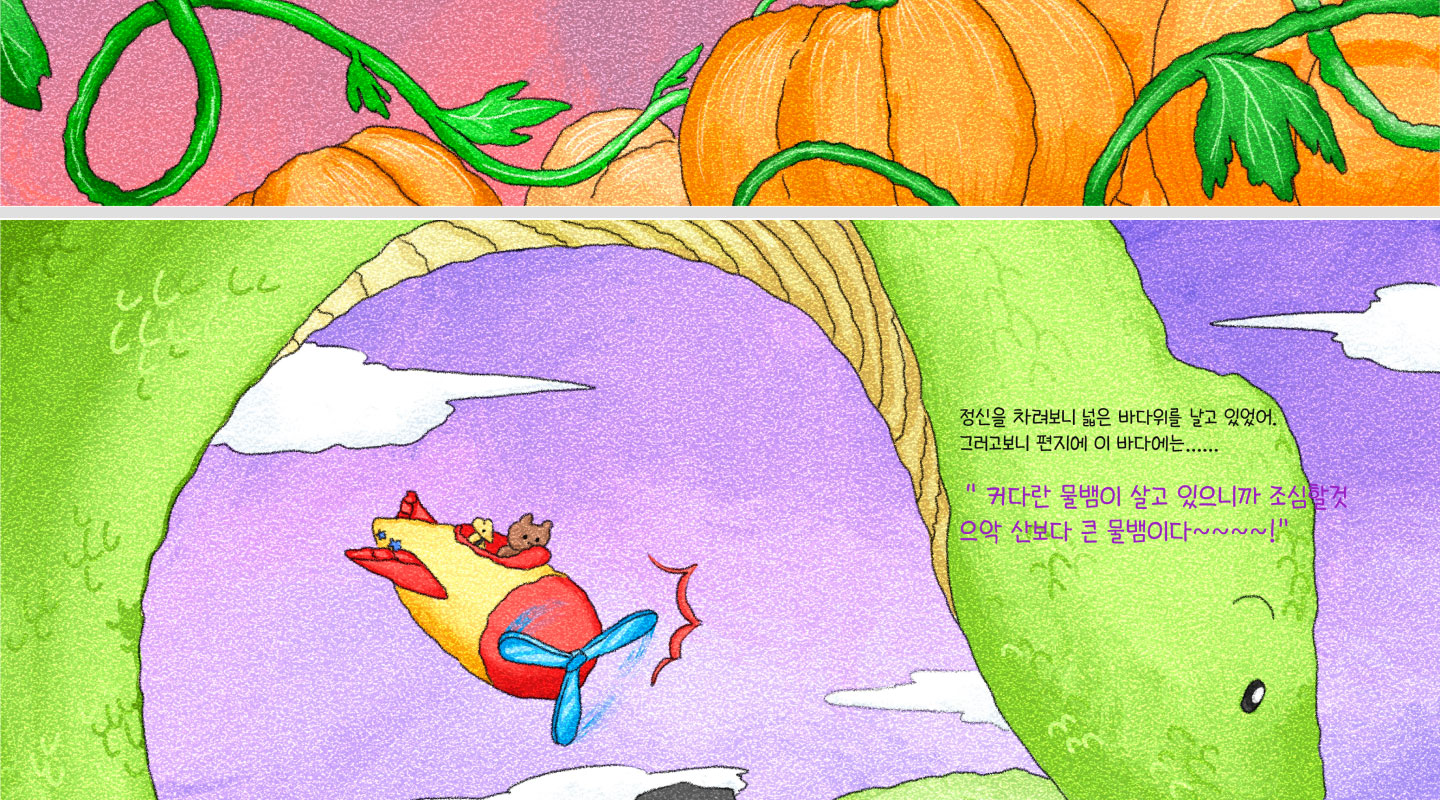 정신을 차려보니 넓은 바다위를 날고 있었어.
그러고보니 편지에 이 바다에는......
" 커다란 물뱀이 살고 있으니까 조심할것
으악 산보다 큰 물뱀이다~~~~!"